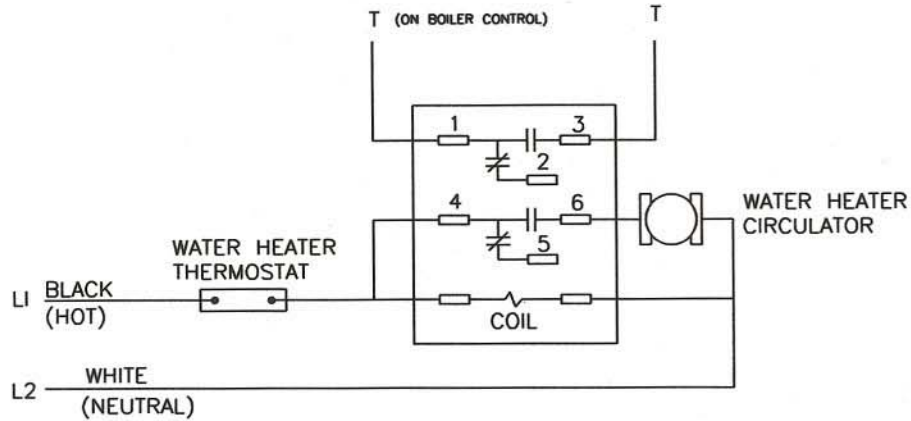 T (ON BOILER CONTROL) T
1 3
2
4 6
5
WATER HEATER
CIRCULATOR
WATER HEATER
THERMOSTAT
L1 BLACK
(HOT)
COIL
L2 WHITE
(NEUTRAL)